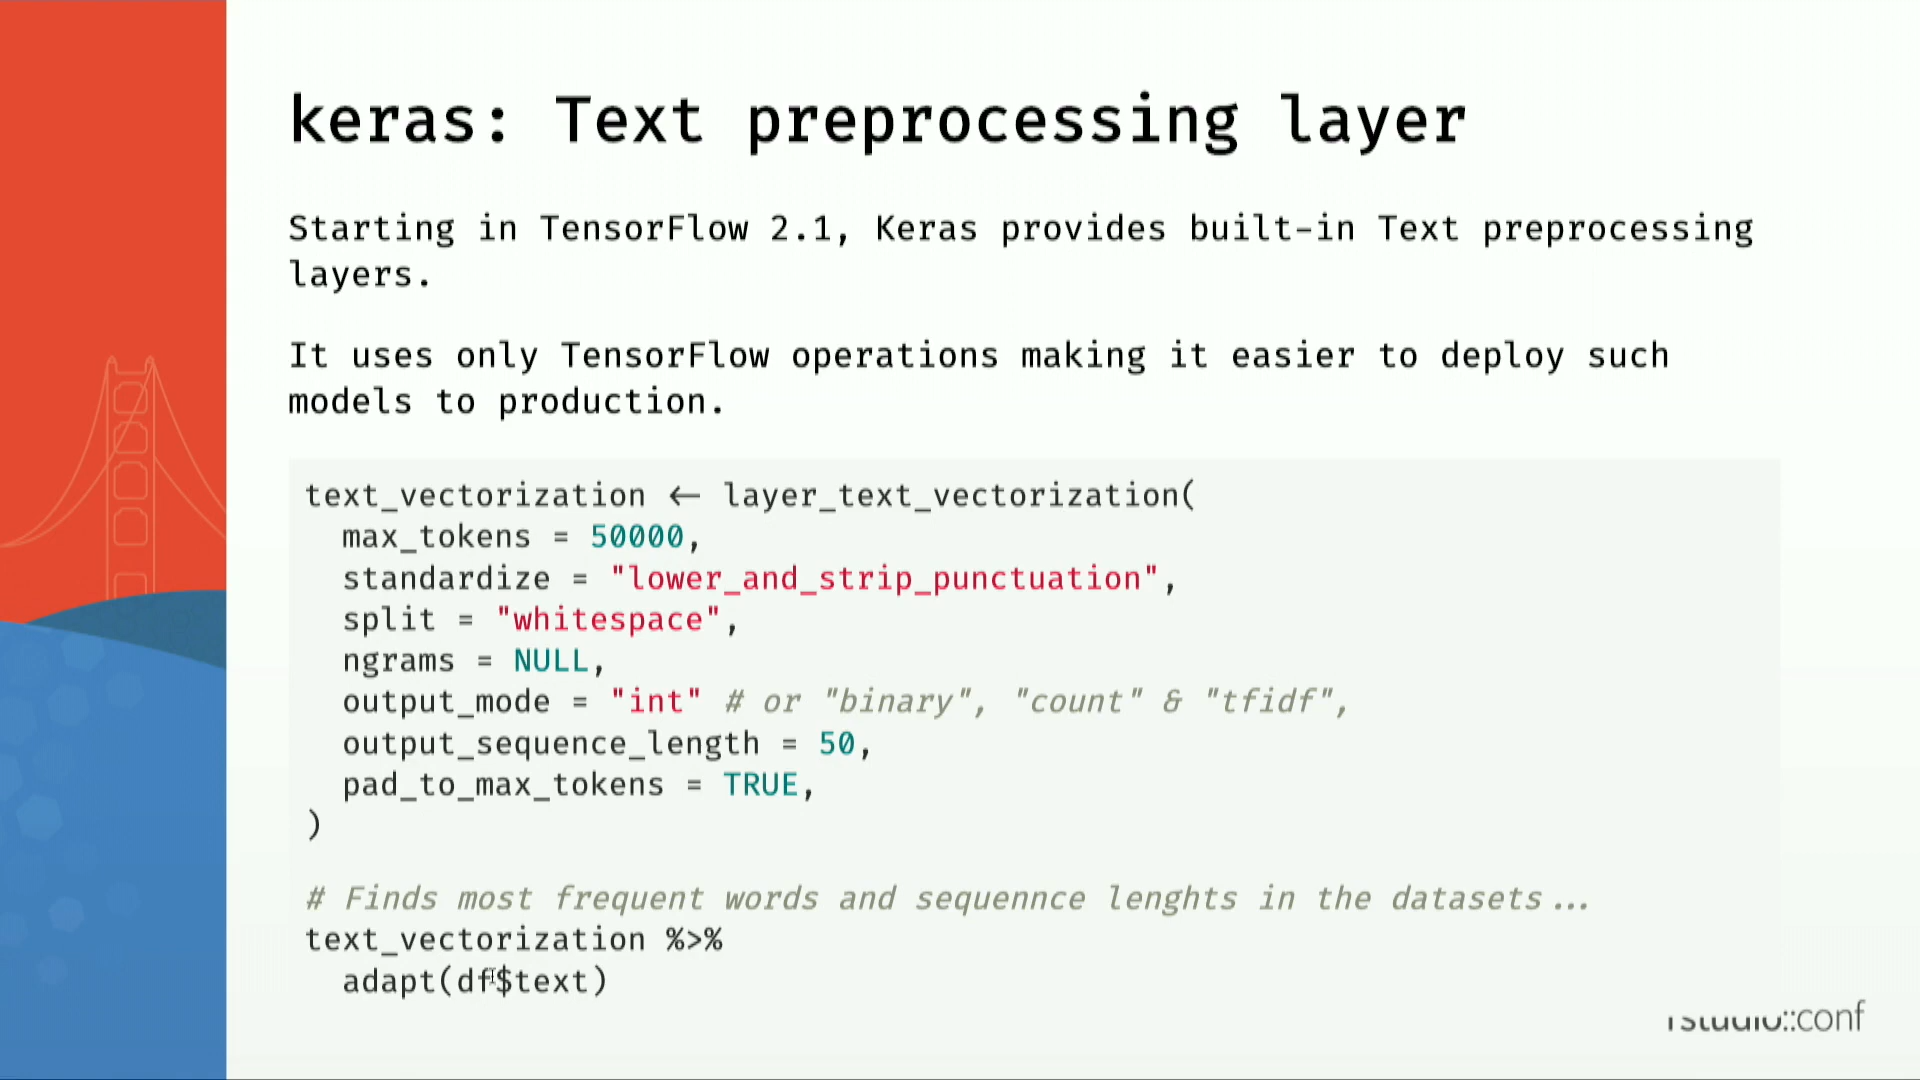 keras: Text preprocessing layer
Starting in TensorFlow 2.1, Keras provides built-in Text preprocessing
layers.
It uses only TensorFlow operations making it easier to deploy such
models to production.
text_vectorization ← layer_text_vectorization(
  max_tokens = 50000,
  standardize = "lower_and_strip_punctuation",
  split = "whitespace",
  ngrams = NULL,
  output_mode = "int" # or "binary", "count" & "tfidf",
  output_sequence_length = 50,
  pad_to_max_tokens = TRUE,
)
# Finds most frequent words and sequennce lenghts in the datasets...
text_vectorization %>%
  adapt(df$text)
rstudio::conf